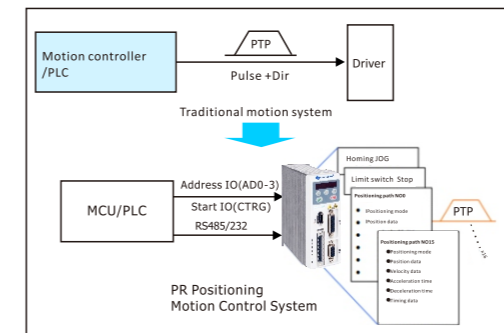 Motion controller
/PLC
PTP
Pulse +Dir
Driver
Traditional motion system
Homing JOG
Limit switch Stop
Positioning path NO0
Positioning mode
Position data
MCU/PLC
Address IO(AD0-3)
Start IO(CTRG)
RS485/232
PTP
Positioning path NO15
Positioning mode
Position data
Velocity data
Acceleration time
Deceleration time
Timing data
PR Positioning
Motion Control System